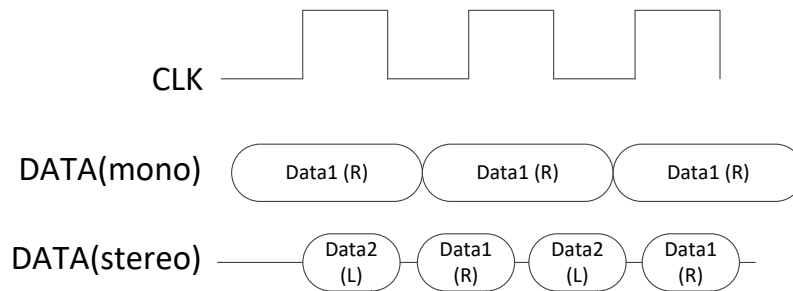 CLK
DATA(mono)
Data1 (R)
Data1 (R)
Data1 (R)
DATA(stereo)
Data2
(L)
Data1
(R)
Data2
(L)
Data1
(R)